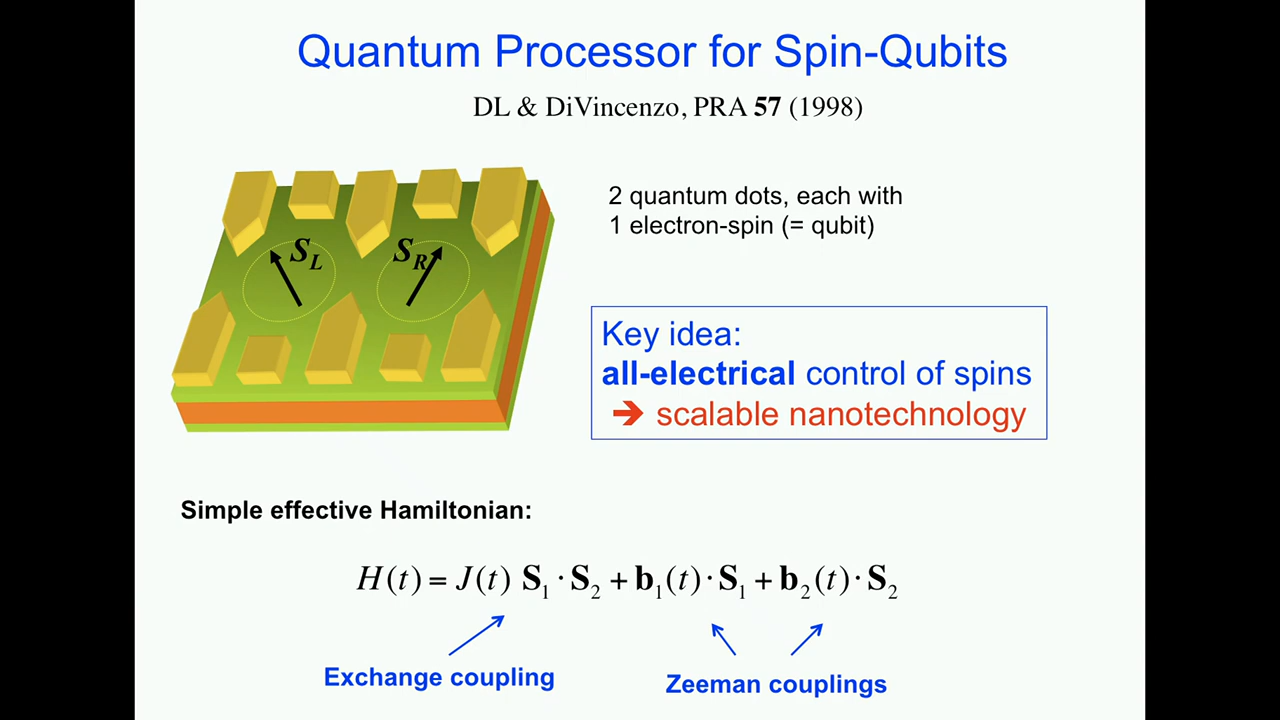 Quantum Processor for Spin-Qubits
DL & DiVincenzo, PRA 57 (1998)
2 quantum dots, each with
1 electron-spin (= qubit)
S_L S_R
Key idea:
all-electrical control of spins
➔ scalable nanotechnology
Simple effective Hamiltonian:
H(t) = J(t) S₁ · S₂ + b₁(t) · S₁ + b₂(t) · S₂
Exchange coupling
Zeeman couplings